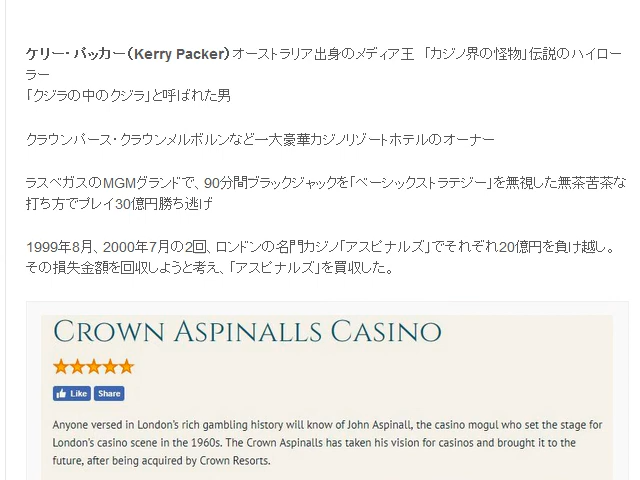 ケリー・パッカー（Kerry Packer）オーストラリア出身のメディア王　「カジノ界の怪物」伝説のハイロー
ラー
「クジラの中のクジラ」と呼ばれた男
クラウンパース・クラウンメルボルンなど一大豪華カジノリゾートホテルのオーナー
ラスベガスのMGMグランドで、90分間ブラックジャックを「ベーシックストラテジー」を無視した無茶苦茶な
打ち方でプレイ30億円勝ち逃げ
1999年8月、2000年7月の2回、ロンドンの名門カジノ「アスピナルズ」でそれぞれ20億円を負け越し。
その損失金額を回収しようと考え、「アスピナルズ」を買収した。
CROWN ASPINALLS CASINO
Like Share
Anyone versed in London's rich gambling history will know of John Aspinall, the casino mogul who set the stage for
London's casino scene in the 1960s. The Crown Aspinalls has taken his vision for casinos and brought it to the
future, after being acquired by Crown Resorts.